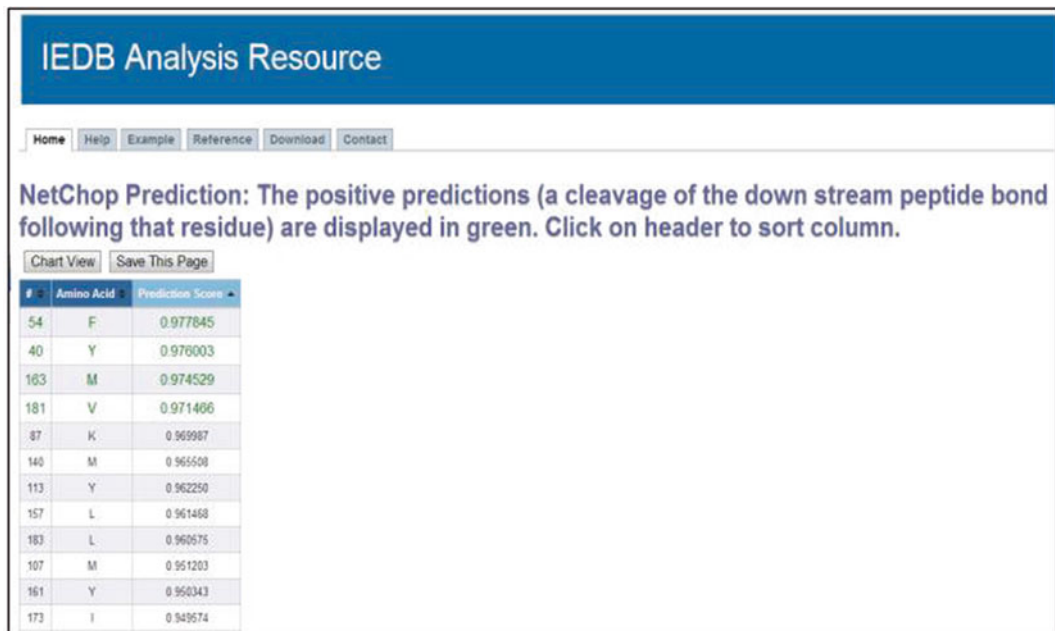 IEDB Analysis Resource
Home Help Example Reference Download Contact
NetChop Prediction: The positive predictions (a cleavage of the down stream peptide bond
following that residue) are displayed in green. Click on header to sort column.
Chart View Save This Page
# Amino Acid Prediction Score
54 F 0.977845
40 Y 0.976003
163 M 0.974529
181 V 0.971466
87 K 0.969987
140 M 0.965508
113 Y 0.962250
157 L 0.961468
183 L 0.960575
107 M 0.951203
161 Y 0.950343
173 I 0.949574